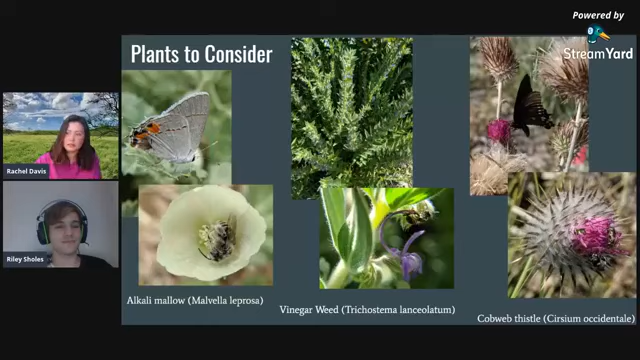 Powered by
StreamYard
Plants to Consider
Rachel Davis
Riley Sholes
Alkali mallow (Malvella leprosa)
Vinegar Weed (Trichostema lanceolatum)
Cobweb thistle (Cirsium occidentale)